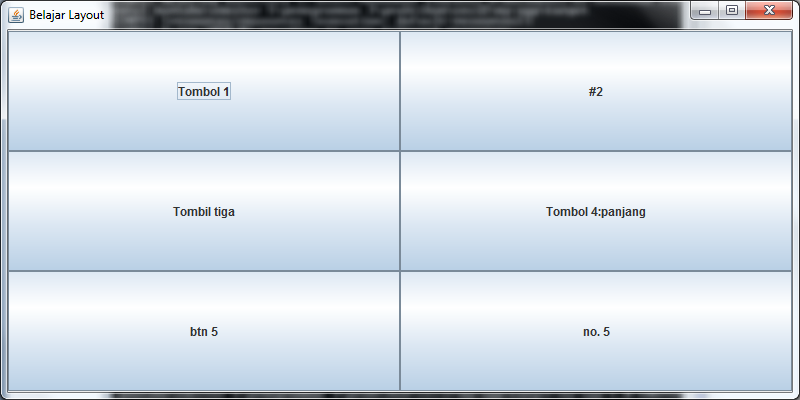 Belajar Layout
Tombol 1
#2
Tombil tiga
Tombol 4:panjang
btn 5
no. 5